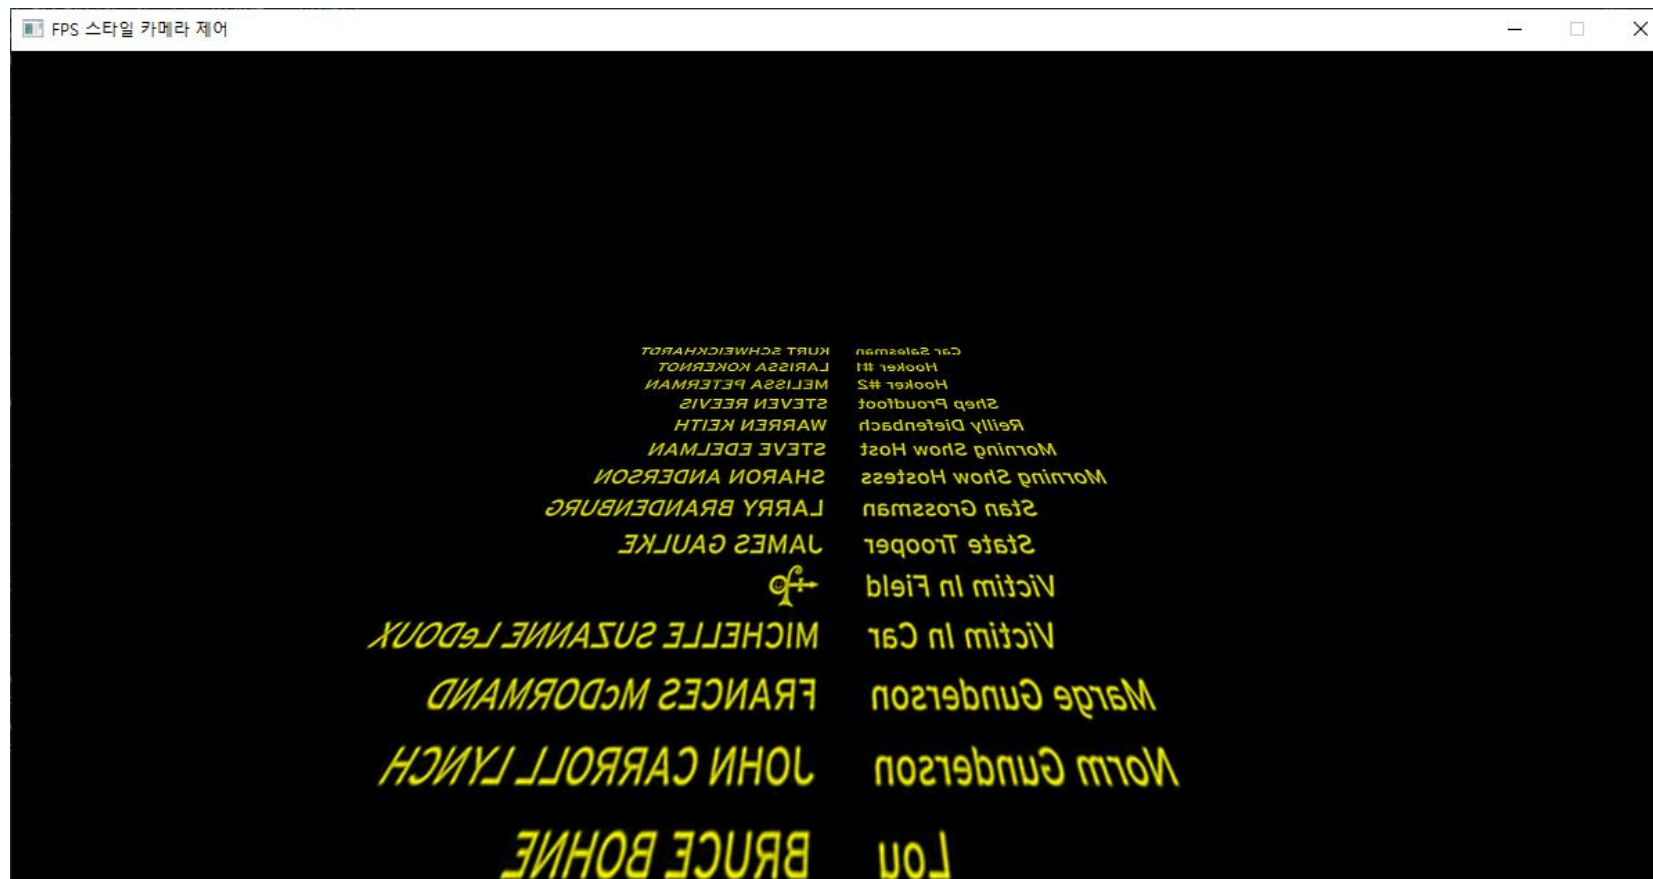 FPS 스타일 카메라 제어
Car Salesman KURT SCHWEICKHARDT
Hooker #1 LARISSA KOKERNOT
Hooker #2 MELISSA PETERMAN
Shep Proudfoot STEVEN REEVIS
Reilly Diefenbach WARREN KEITH
Morning Show Host STEVE EDELMAN
Morning Show Hostess SHARON ANDERSON
Stan Grossman LARRY BRANDENBURG
State Trooper JAMES GAULKE
Victim In Field
Victim In Car MICHELLE SUZANNE LeDOUX
Marge Gunderson FRANCES McDORMAND
Norm Gunderson JOHN CARROLL LYNCH
Lou BRUCE BOHNE